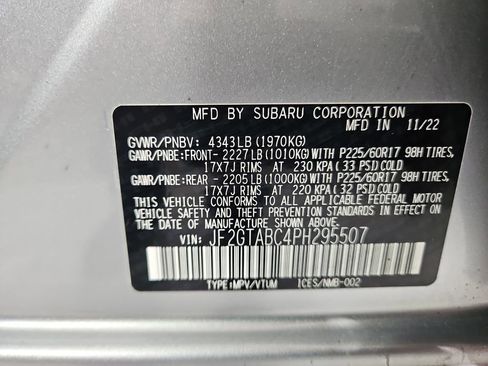 MFD BY SUBARU CORPORATION 11/22
GVWR/PNBV: 4343LB (1970KG)
GAWR/PNBE:FRONT- 2227LB (1010KG) WITH P225/60R17 98H TIRES,
17X7J RIMS AT 230 KPA (33 PSI) COLD
GAWR/PNBE:REAR - 2205LB (1000KG) WITH P225/60R17 98H TIRES,
17X7J RIMS AT 220 KPA (32 PSI) COLD
THIS VEHICLE CONFORMS TO ALL APPLICABLE FEDERAL MOTOR
VEHICLE SAFETY AND THEFT PREVENTION STANDARDS IN EFFECT
ON THE DATE OF MANUFACTURE SHOWN ABOVE.
VIN: JF2GTABC4PH295507
TYPE:MPV/VTUM ICES/NMB-002